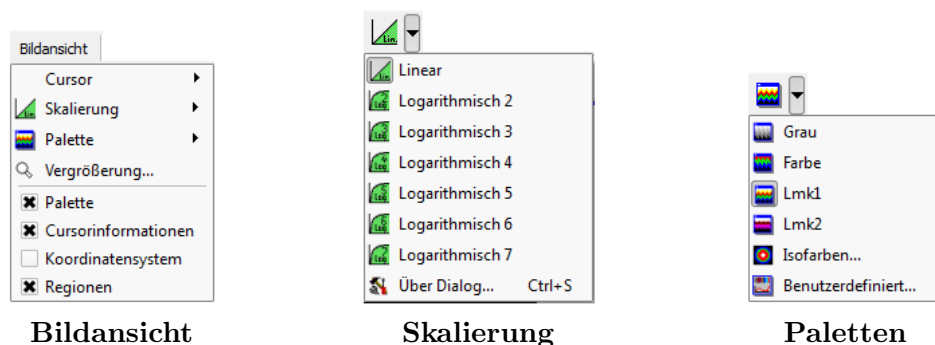 Bildansicht
Cursor
Skalierung
Palette
Vergrößerung...
Palette
Cursorinformationen
Koordinatensystem
Regionen
Bildansicht
Lin.
Linear
Logarithmisch 2
Logarithmisch 3
Logarithmisch 4
Logarithmisch 5
Logarithmisch 6
Logarithmisch 7
Über Dialog... Ctrl+S
Skalierung
Grau
Farbe
Lmk1
Lmk2
Isofarben...
Benutzerdefiniert...
Paletten